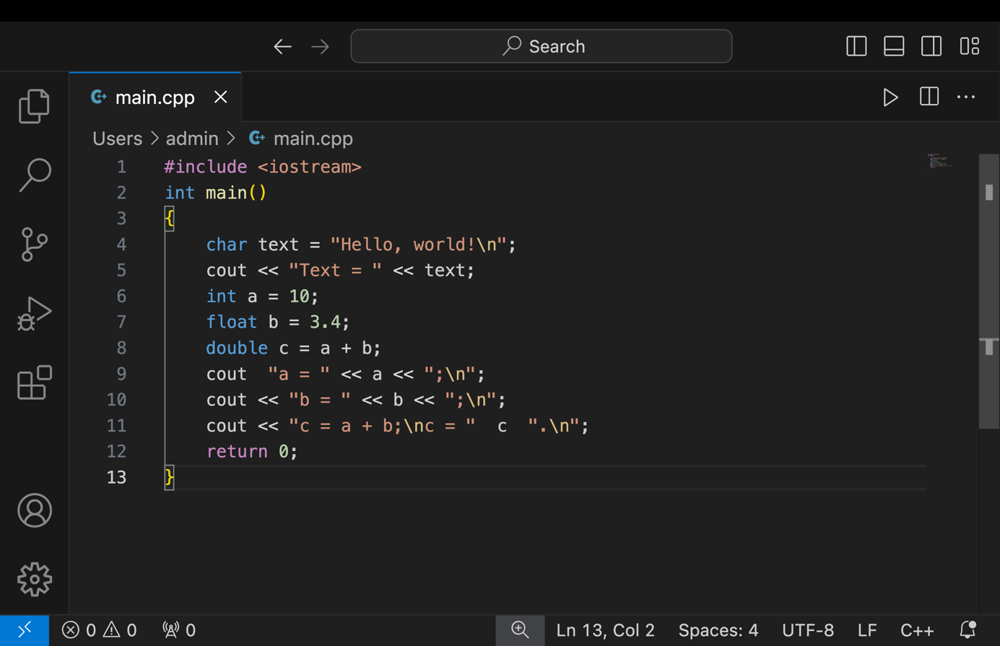 Search
main.cpp
Users > admin > main.cpp
1 #include <iostream>
2 int main()
3 {
4     char text = "Hello, world!\n";
5     cout << "Text = " << text;
6     int a = 10;
7     float b = 3.4;
8     double c = a + b;
9     cout  "a = " << a << ";\n";
10     cout << "b = " << b << ";\n";
11     cout << "c = a + b;\nc = "  c  ".\n";
12     return 0;
13 }
0 0 0 Ln 13, Col 2 Spaces: 4 UTF-8 LF C++